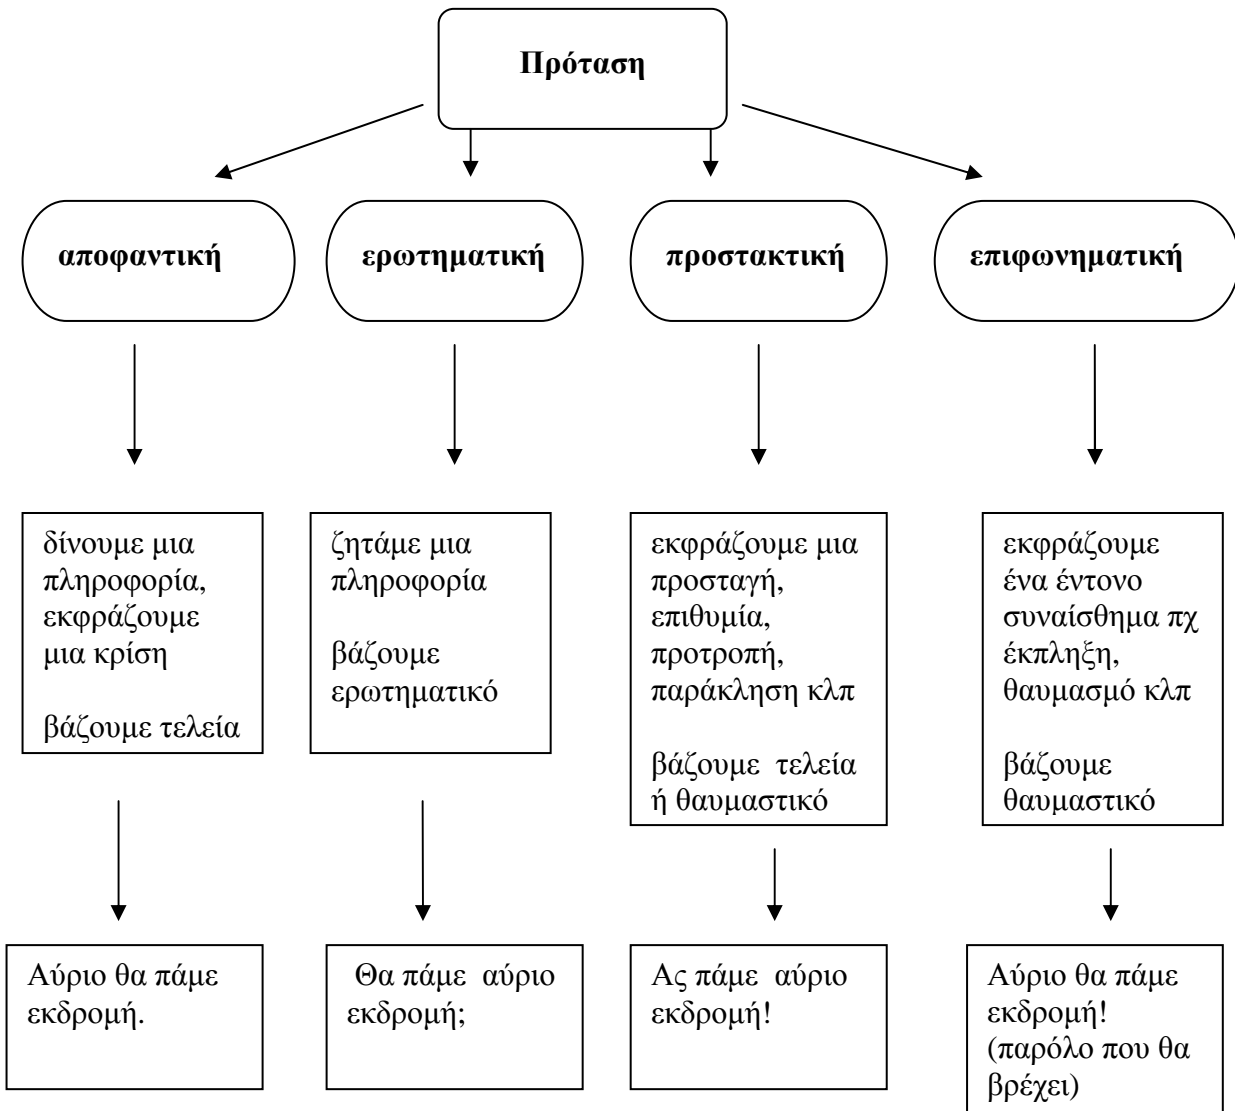 Πρόταση
αποφαντική
ερωτηματική
προστακτική
επιφωνηματική
δίνουμε μια
πληροφορία,
εκφράζουμε
μια κρίση
βάζουμε τελεία
ζητάμε μια
πληροφορία
βάζουμε
ερωτηματικό
εκφράζουμε μια
προσταγή,
επιθυμία,
προτροπή,
παράκληση κλπ
βάζουμε τελεία
ή θαυμαστικό
εκφράζουμε
ένα έντονο
συναίσθημα πχ
έκπληξη,
θαυμασμό κλπ
βάζουμε
θαυμαστικό
Αύριο θα πάμε
εκδρομή.
Θα πάμε αύριο
εκδρομή;
Ας πάμε αύριο
εκδρομή!
Αύριο θα πάμε
εκδρομή!
(παρόλο που θα
βρέχει)